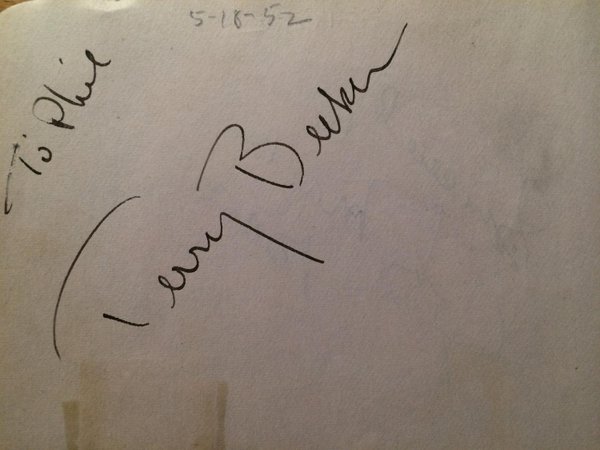 5-18-52
To Phil
Terry Becker